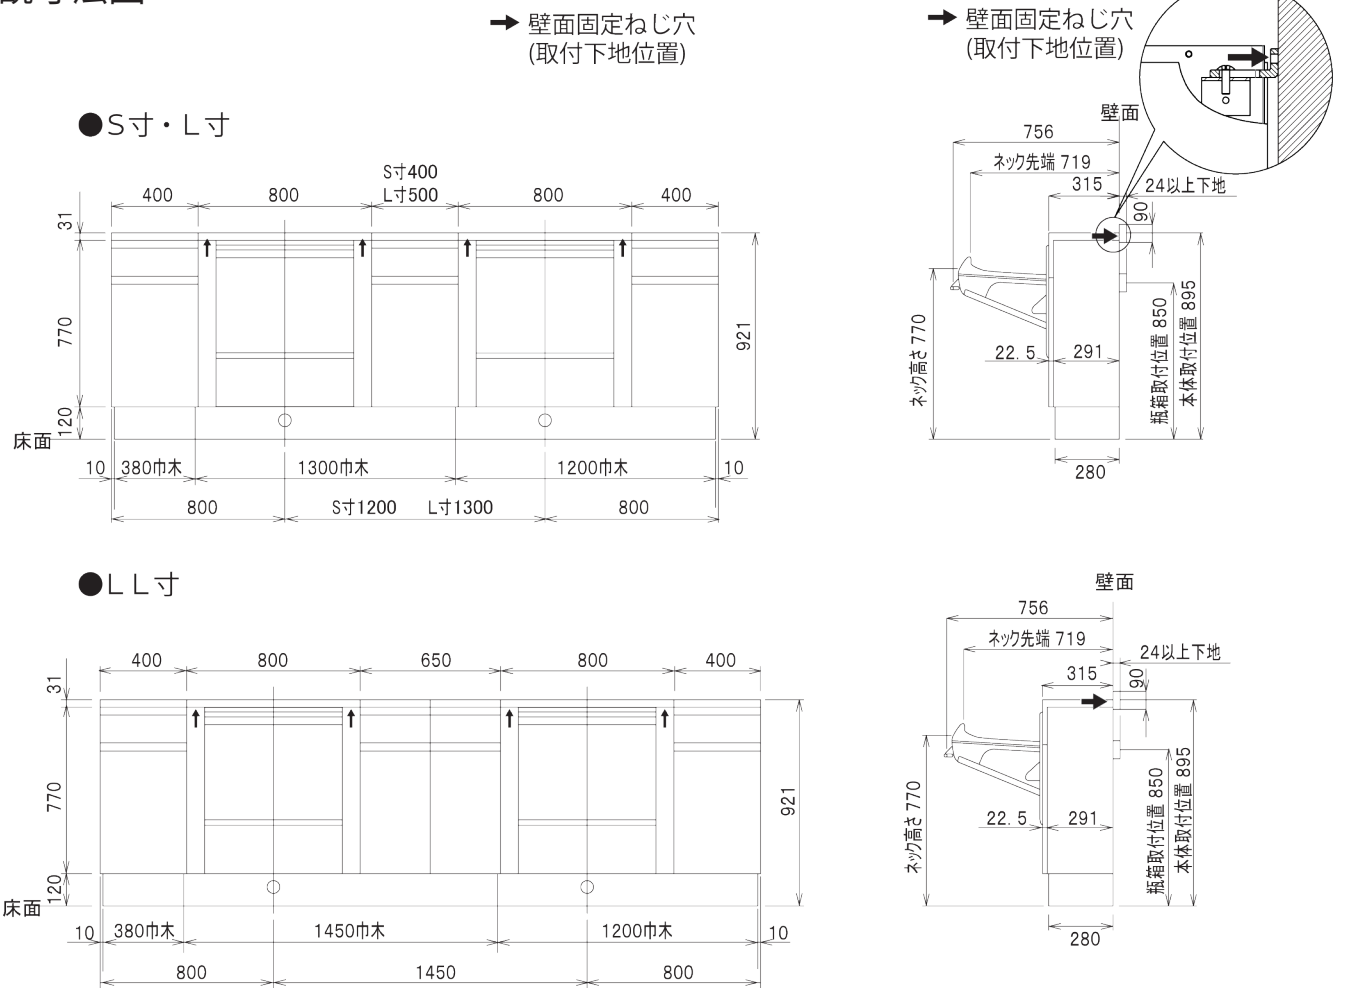 壁面固定ねじ穴
(取付下地位置)
壁面固定ねじ穴
(取付下地位置)
●S寸・L寸
S寸400
400
800
L寸500
800
400
31
770
120
床面
921
10
380巾木
1300巾木
1200巾木
10
800
S寸1200
L寸1300
800
壁面
756
ネック先端 719
315
24以上下地
90
ネック高さ 770
22.5
291
瓶箱取付位置 850
本体取付位置 895
280
●LL寸
400
800
650
800
400
31
770
120
床面
921
10
380巾木
1450巾木
1200巾木
10
800
1450
800
壁面
756
ネック先端 719
315
24以上下地
90
ネック高さ 770
22.5
291
瓶箱取付位置 850
本体取付位置 895
280